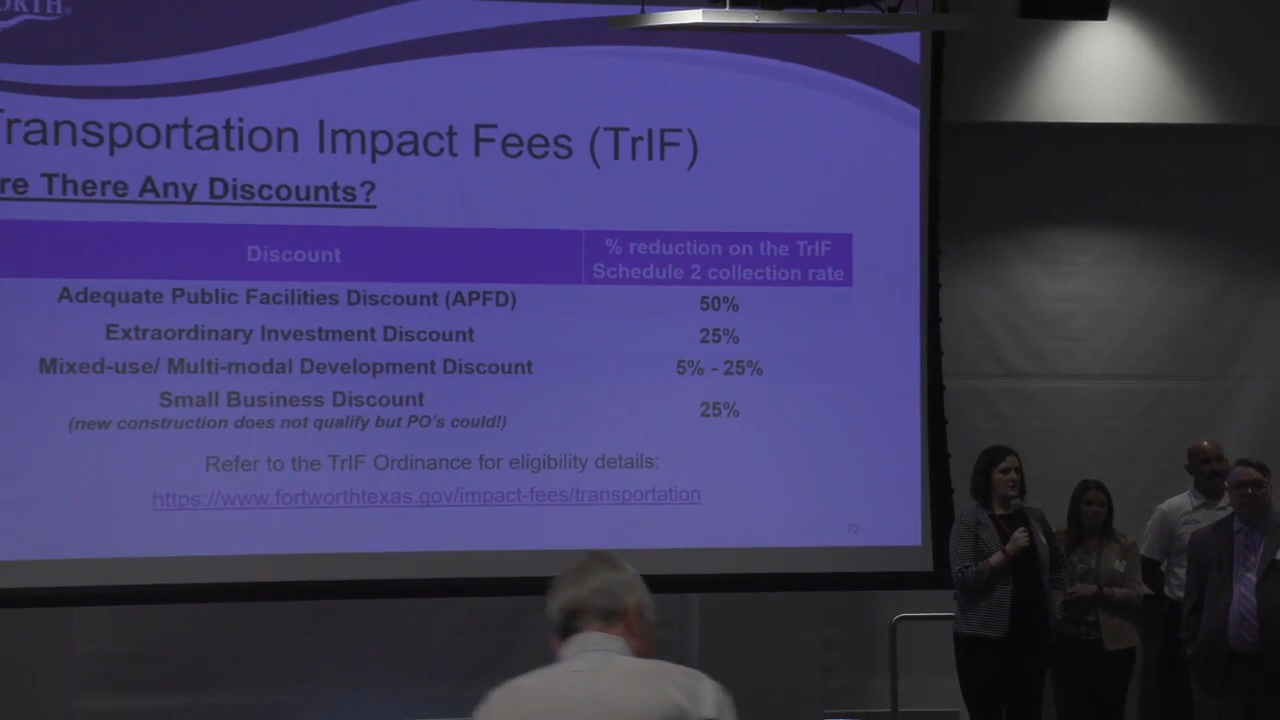 ORTH®
Transportation Impact Fees (TrIF)
re There Any Discounts?
Discount
% reduction on the TrIF
Schedule 2 collection rate
Adequate Public Facilities Discount (APFD)
50%
Extraordinary Investment Discount
25%
Mixed-use/ Multi-modal Development Discount
5% - 25%
Small Business Discount
(new construction does not qualify but PO's could!)
25%
Refer to the TrIF Ordinance for eligibility details:
https://www.fortworthtexas.gov/impact-fees/transportation
72